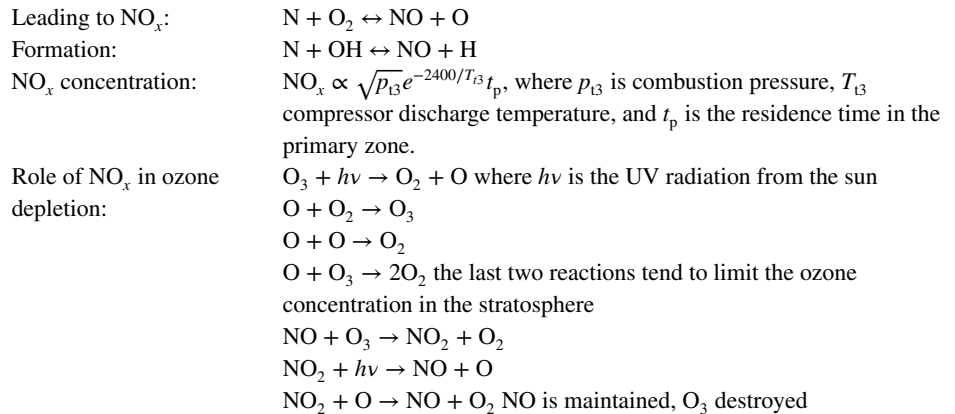 Leading to NOₓ: N + O₂ ↔ NO + O
Formation: N + OH ↔ NO + H
NOₓ concentration: NOₓ ∝ √pₜ₃ e^(−2400/Tₜ₃) tₚ, where pₜ₃ is combustion pressure, Tₜ₃
compressor discharge temperature, and tₚ is the residence time in the
primary zone.
Role of NOₓ in ozone O₃ + hν → O₂ + O where hν is the UV radiation from the sun
depletion: O + O₂ → O₃
O + O → O₂
O + O₃ → 2O₂ the last two reactions tend to limit the ozone
concentration in the stratosphere
NO + O₃ → NO₂ + O₂
NO₂ + hν → NO + O
NO₂ + O → NO + O₂ NO is maintained, O₃ destroyed